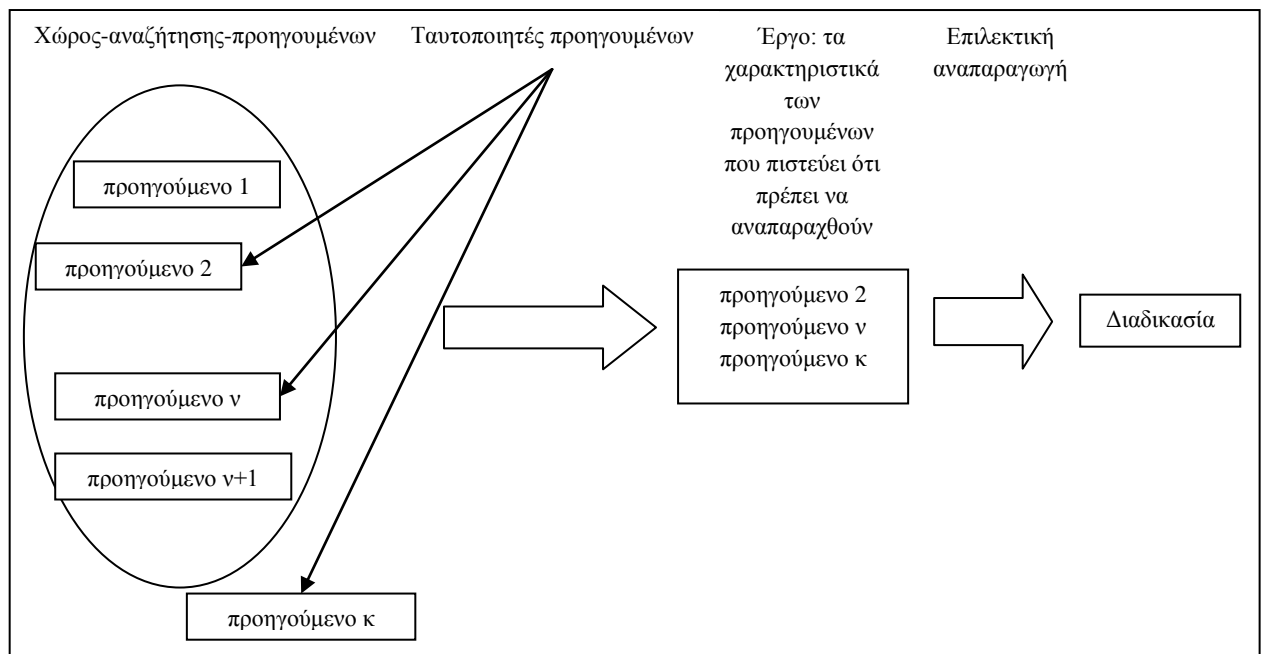 Χώρος-αναζήτησης-προηγουμένων
Ταυτοποιητές προηγουμένων
Έργο: τα
χαρακτηριστικά
των
προηγουμένων
που πιστεύει ότι
πρέπει να
αναπαραχθούν
Επιλεκτική
αναπαραγωγή
προηγούμενο 1
προηγούμενο 2
προηγούμενο ν
προηγούμενο ν+1
προηγούμενο κ
προηγούμενο 2
προηγούμενο ν
προηγούμενο κ
Διαδικασία